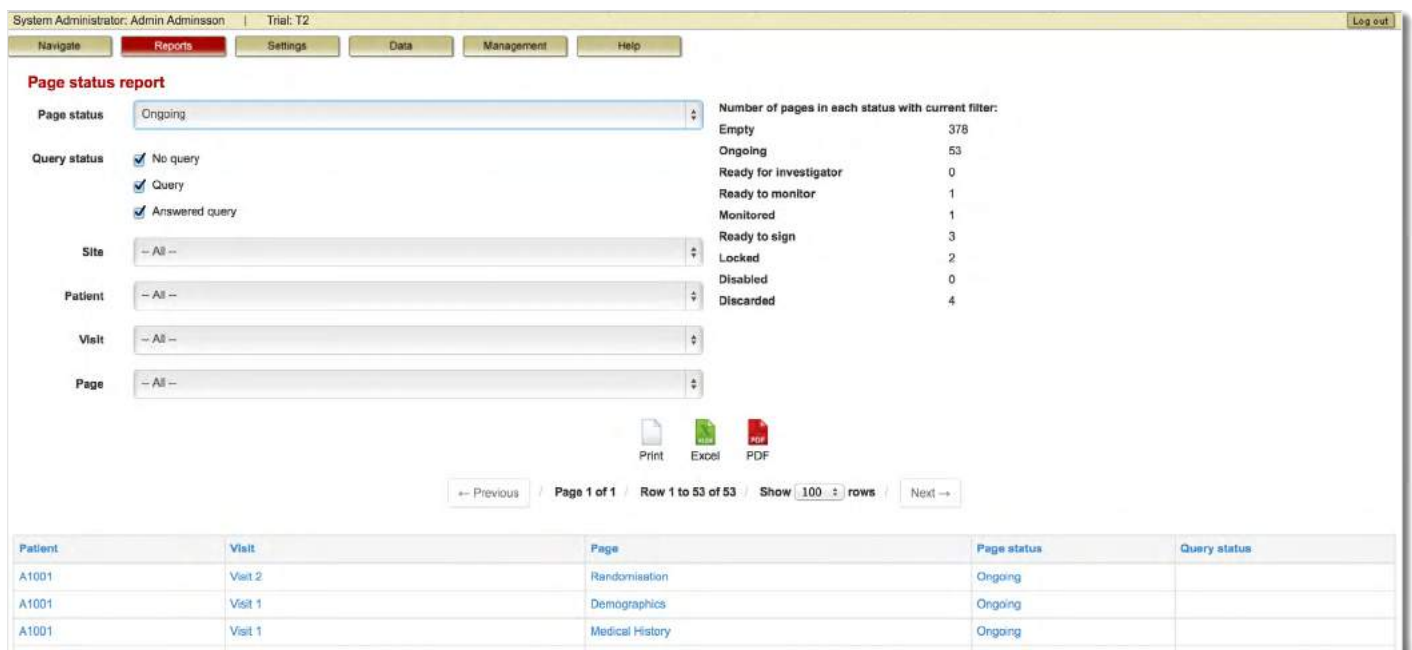 System Administrator: Admin Adminsson | Trial: T2 Log out
Navigate Reports Settings Data Management Help
Page status report
Page status Ongoing
Query status No query
Query
Answered query
Site -- All --
Patient -- All --
Visit -- All --
Page -- All --
Number of pages in each status with current filter:
Empty 378
Ongoing 53
Ready for investigator 0
Ready to monitor 1
Monitored 1
Ready to sign 3
Locked 2
Disabled 0
Discarded 4
XLSX PDF
Print Excel PDF
← Previous / Page 1 of 1 / Row 1 to 53 of 53 / Show 100 rows / Next →
Patient Visit Page Page status Query status
A1001 Visit 2 Randomisation Ongoing
A1001 Visit 1 Demographics Ongoing
A1001 Visit 1 Medical History Ongoing